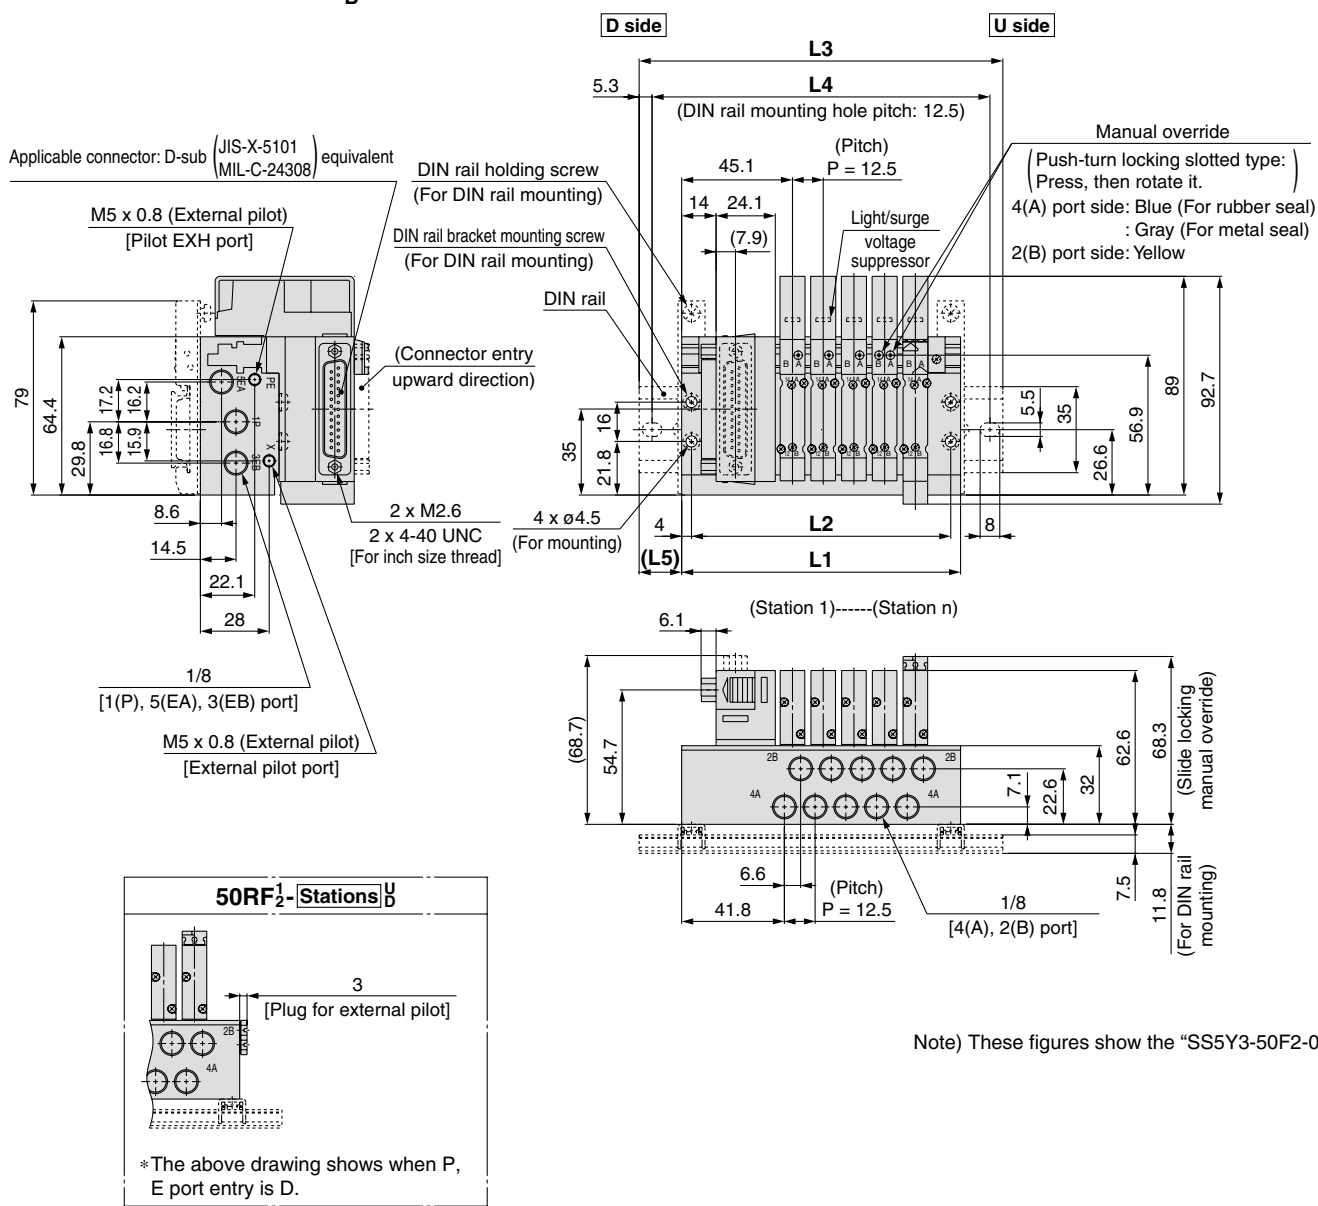 B
D side
U side
L3
5.3
L4
(DIN rail mounting hole pitch: 12.5)
Applicable connector: D-sub (JIS-X-5101 MIL-C-24308) equivalent
M5 x 0.8 (External pilot)
[Pilot EXH port]
DIN rail holding screw
(For DIN rail mounting)
DIN rail bracket mounting screw
(For DIN rail mounting)
DIN rail
45.1
(Pitch)
P = 12.5
14
24.1
(7.9)
Light/surge
voltage
suppressor
Manual override
(Push-turn locking slotted type:
Press, then rotate it.)
4(A) port side: Blue (For rubber seal)
: Gray (For metal seal)
2(B) port side: Yellow
(Connector entry
upward direction)
79
64.4
29.8
17.2
16.2
16.8
15.9
5EA
PE
1P
3EB
X
8.6
14.5
22.1
28
2 x M2.6
2 x 4-40 UNC
[For inch size thread]
4 x ø4.5
(For mounting)
35
16
21.8
B A B A B A B A B A
5.5
35
26.6
56.9
89
92.7
4
L2
8
(L5)
L1
1/8
[1(P), 5(EA), 3(EB) port]
M5 x 0.8 (External pilot)
[External pilot port]
(Station 1)------(Station n)
6.1
(68.7)
54.7
2B
2B
4A
4A
7.1
22.6
32
62.6
68.3
(Slide locking
manual override)
6.6
41.8
(Pitch)
P = 12.5
1/8
[4(A), 2(B) port]
7.5
11.8
(For DIN rail
mounting)
50RF1/2-Stations U/D
3
[Plug for external pilot]
2B
4A
*The above drawing shows when P,
E port entry is D.
Note) These figures show the “SS5Y3-50F2-0